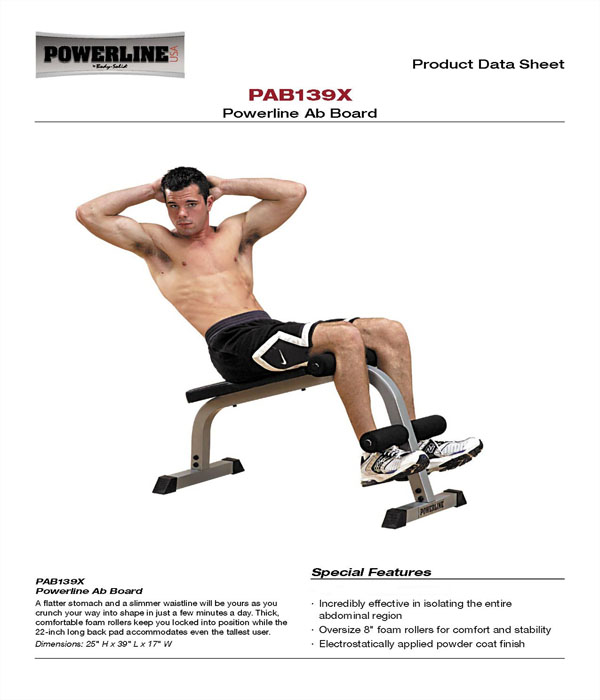 POWERLINE USA
by Body-Solid
Product Data Sheet
PAB139X
Powerline Ab Board
POWERLINE
PAB139X
Powerline Ab Board
A flatter stomach and a slimmer waistline will be yours as you
crunch your way into shape in just a few minutes a day. Thick,
comfortable foam rollers keep you locked into position while the
22-inch long back pad accommodates even the tallest user.
Dimensions: 25" H x 39" L x 17" W
Special Features
· Incredibly effective in isolating the entire
abdominal region
· Oversize 8" foam rollers for comfort and stability
· Electrostatically applied powder coat finish